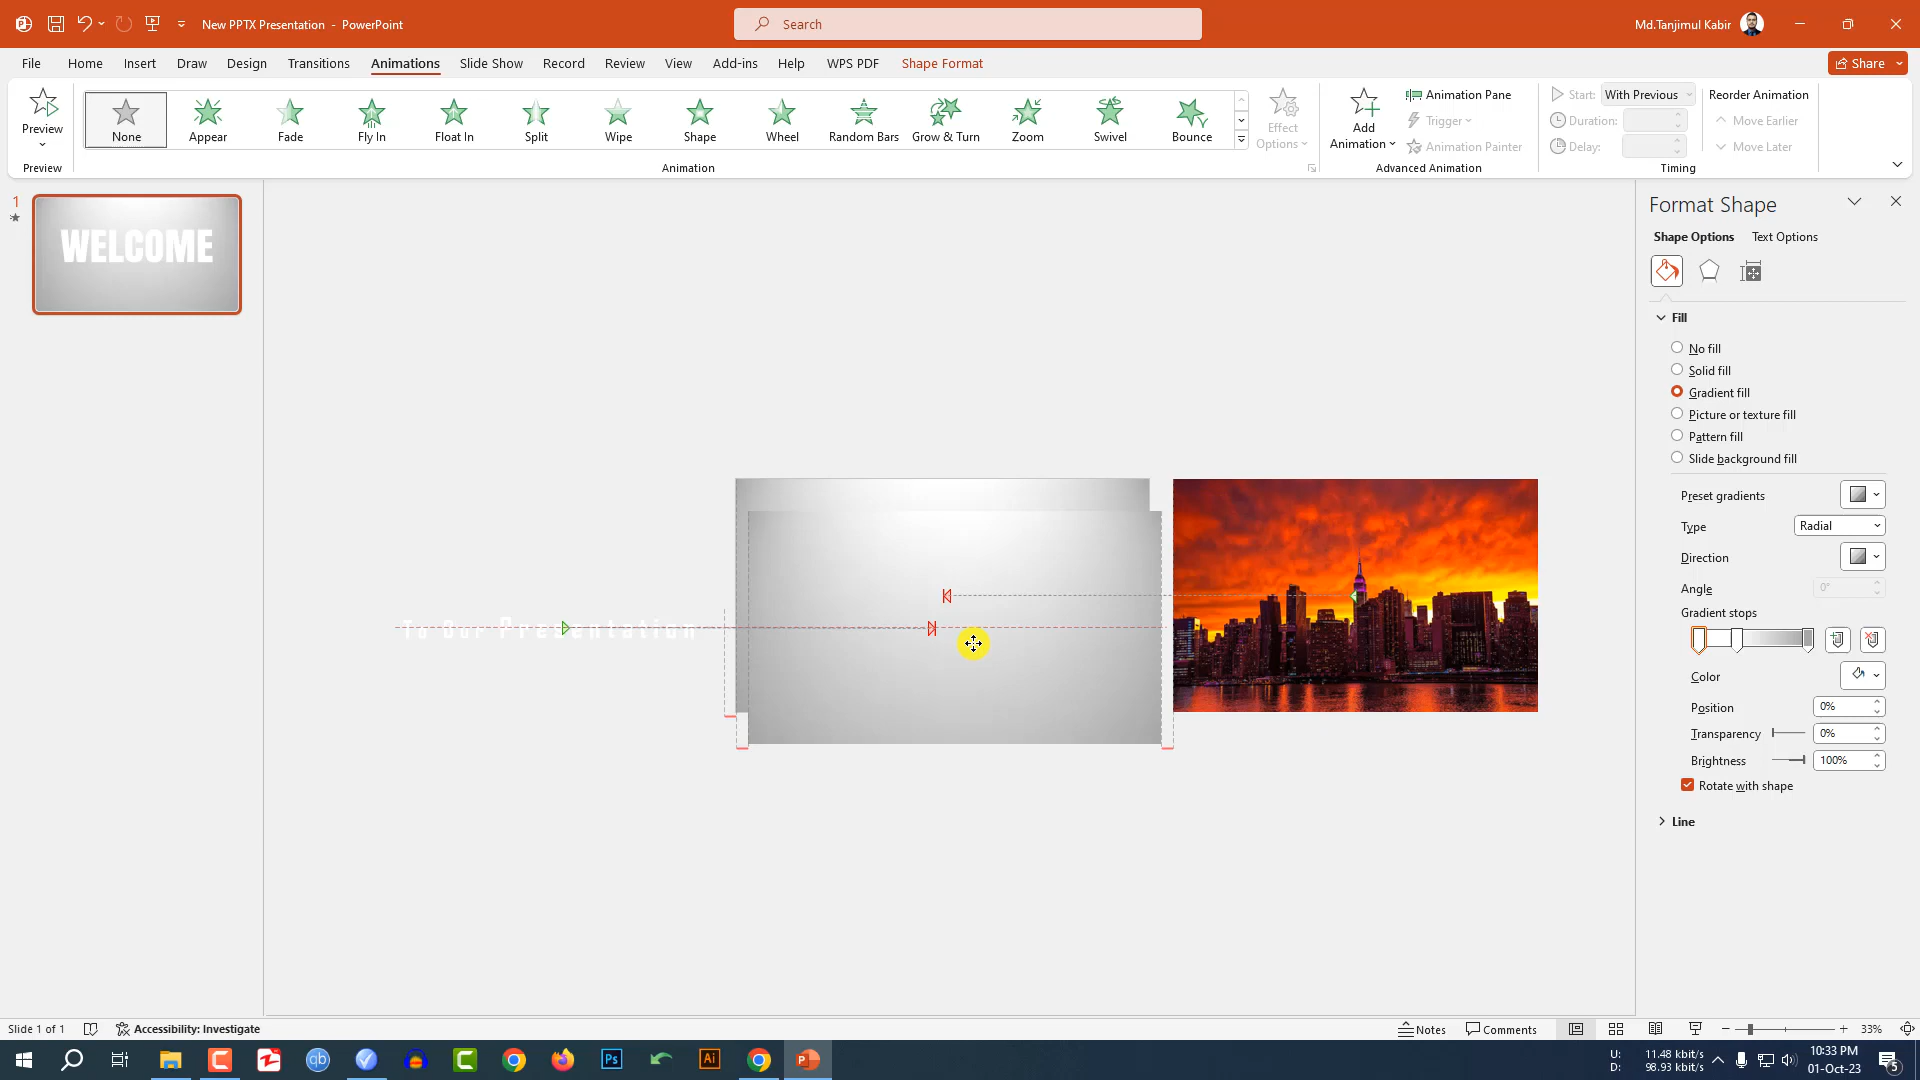 New PPTX Presentation - PowerPoint
Search
Md.Tanjimul Kabir
File Home Insert Draw Design Transitions Animations Slide Show Record Review View Add-ins Help WPS PDF Shape Format
Share
Preview
None Appear Fade Fly In Float In Split Wipe Shape Wheel Random Bars Grow & Turn Zoom Swivel Bounce
Effect Options
Add Animation
Animation Pane
Trigger
Animation Painter
Start: With Previous
Duration:
Delay:
Reorder Animation
Move Earlier
Move Later
Preview
Animation
Advanced Animation
Timing
1
WELCOME
To Our Presentation
Format Shape
Shape Options Text Options
Fill
No fill
Solid fill
Gradient fill
Picture or texture fill
Pattern fill
Slide background fill
Preset gradients
Type Radial
Direction
Angle 0°
Gradient stops
Color
Position 0%
Transparency 0%
Brightness 100%
Rotate with shape
Line
Slide 1 of 1
Accessibility: Investigate
Notes
Comments
33%
qb
Ps
Ai
P
U: 11.48 kbit/s
D: 98.93 kbit/s
10:33 PM
01-Oct-23
5